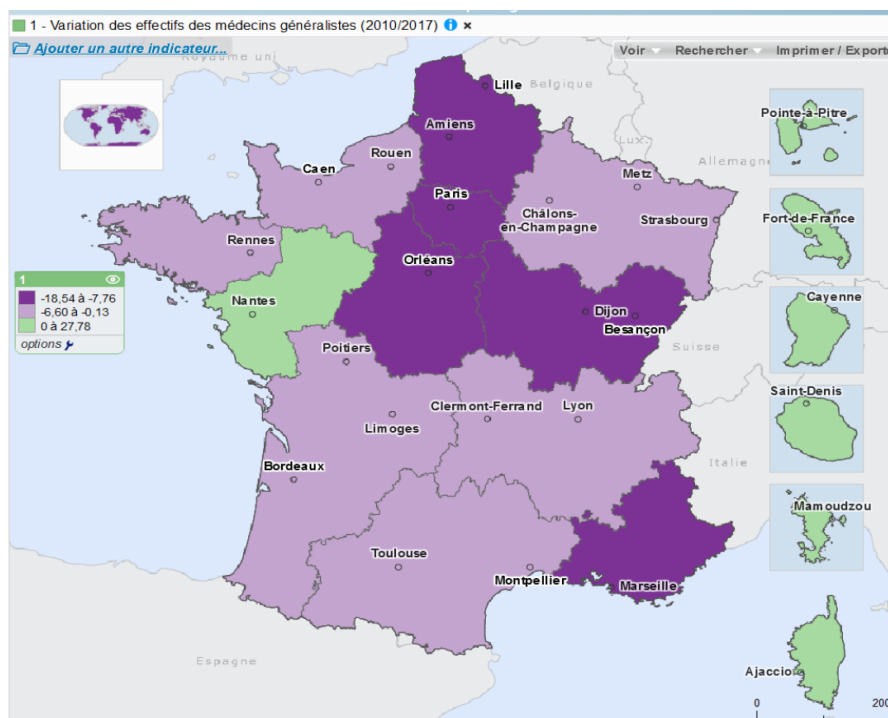 1 - Variation des effectifs des médecins généralistes (2010/2017)
Ajouter un autre indicateur...
Voir
Rechercher
Imprimer / Exporte
Royaume uni
Belgique
Lille
Pointe-à-Pitre
Amiens
Lux.
Allemagne
Rouen
Caen
Metz
Paris
Châlons-
en-Champagne
Strasbourg
Fort-de-France
Rennes
Orléans
1
-18,54 à -7,76
-6,60 à -0,13
0 à 27,78
options
Nantes
Dijon
Besançon
Cayenne
Suisse
Poitiers
Saint-Denis
Clermont-Ferrand
Lyon
Limoges
Italie
Bordeaux
Mamoudzou
Toulouse
Montpellier
Marseille
Espagne
Ajaccio
0
200